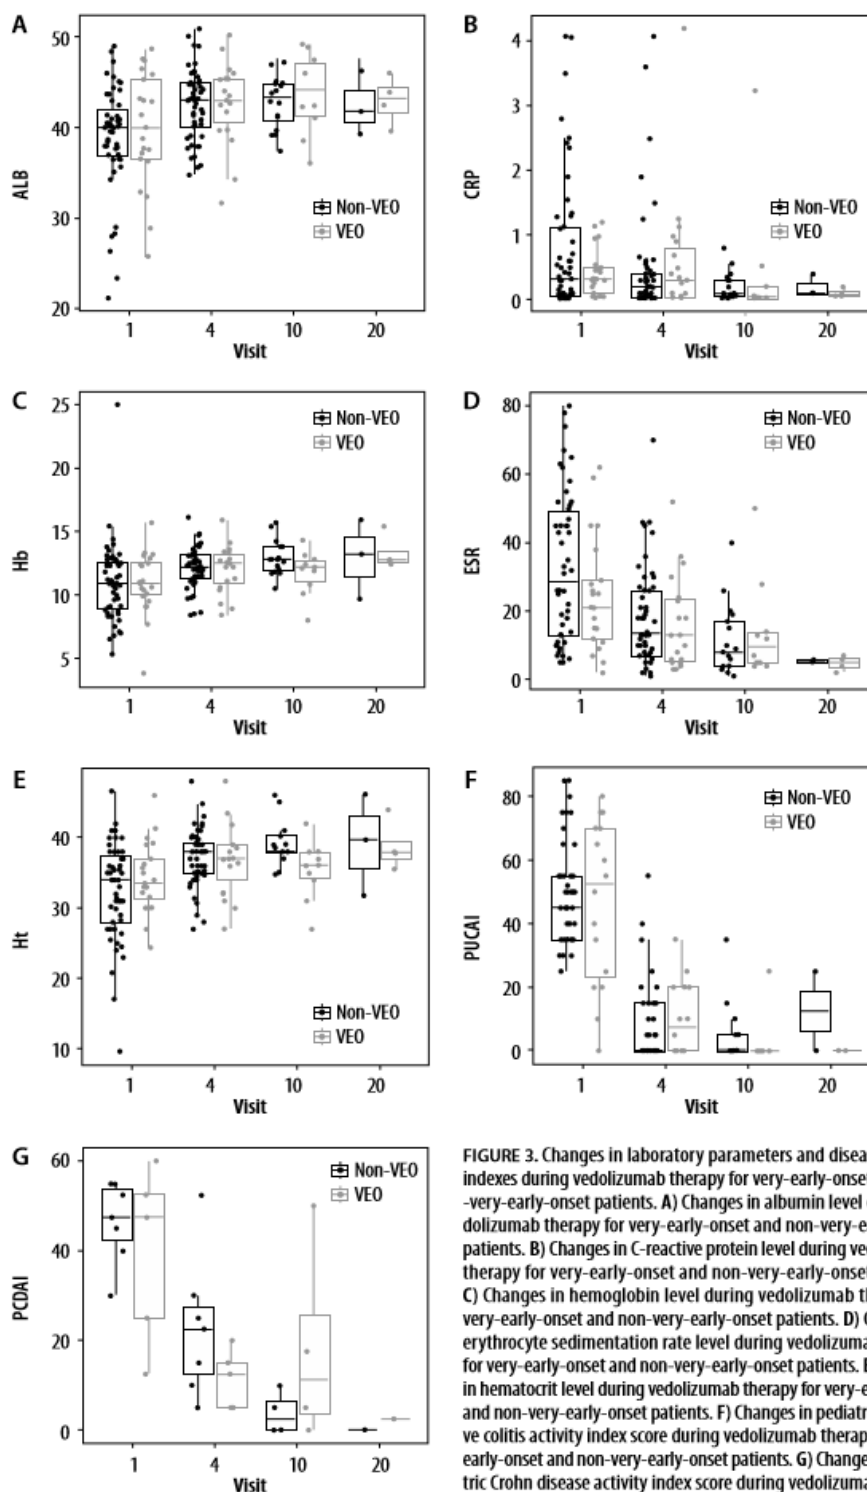 A
50
40
30
20
ALB
Non-VEO
VEO
1 4 10 20
Visit
B
4
3
2
1
0
CRP
Non-VEO
VEO
1 4 10 20
Visit
C
25
20
15
10
5
Hb
Non-VEO
VEO
1 4 10 20
Visit
D
80
60
40
20
0
ESR
Non-VEO
VEO
1 4 10 20
Visit
E
40
30
20
10
Ht
Non-VEO
VEO
1 4 10 20
Visit
F
80
60
40
20
0
PUCAI
Non-VEO
VEO
1 4 10 20
Visit
G
60
40
20
0
PCDAI
Non-VEO
VEO
1 4 10 20
Visit
FIGURE 3. Changes in laboratory parameters and diseas
indexes during vedolizumab therapy for very-early-onset
-very-early-onset patients. A) Changes in albumin level
dolizumab therapy for very-early-onset and non-very-e
patients. B) Changes in C-reactive protein level during ve
therapy for very-early-onset and non-very-early-onset
C) Changes in hemoglobin level during vedolizumab th
very-early-onset and non-very-early-onset patients. D)
erythrocyte sedimentation rate level during vedolizuma
for very-early-onset and non-very-early-onset patients.
in hematocrit level during vedolizumab therapy for very-e
and non-very-early-onset patients. F) Changes in pediatr
ve colitis activity index score during vedolizumab therap
early-onset and non-very-early-onset patients. G) Change
tric Crohn disease activity index score during vedolizuma